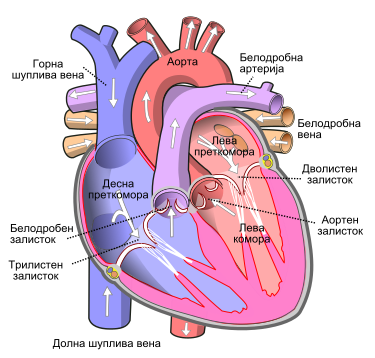 Горна
шуплива вена
Аорта
Белодробна
артерија
Белодробна
вена
Лева
преткомора
Дволистен
залисток
Десна
преткомора
Белодробен
залисток
Аортен
залисток
Лева
комора
Трилистен
залисток
Долна шуплива вена